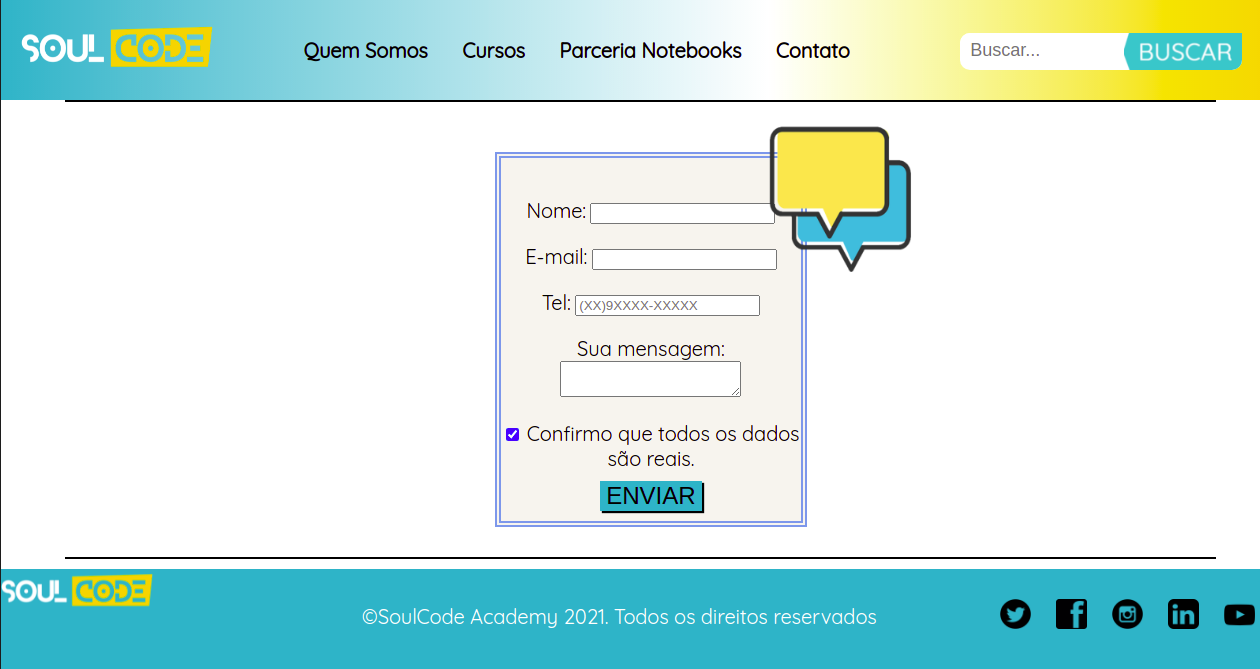 SOUL CODE
Quem Somos Cursos Parceria Notebooks Contato
Buscar... BUSCAR
Nome:
E-mail:
Tel: (XX)9XXXX-XXXXX
Sua mensagem:
Confirmo que todos os dados
são reais.
ENVIAR
SOUL CODE
©SoulCode Academy 2021. Todos os direitos reservados
in